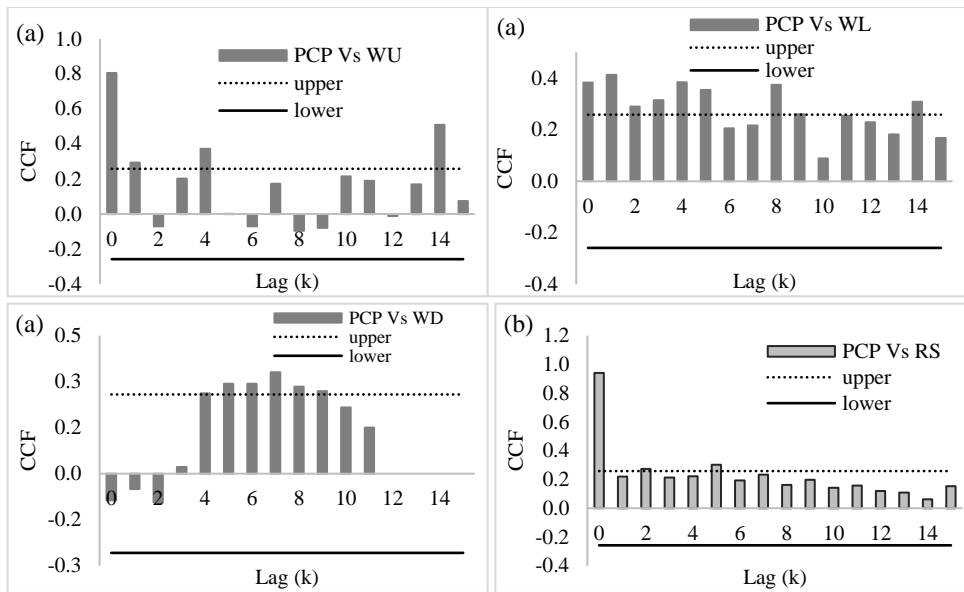 (a)
1.0
0.8
0.6
0.4
0.2
0.0
-0.2
-0.4
CCF
PCP Vs WU
upper
lower
0 2 4 6 8 10 12 14
Lag (k)
(a)
0.4
0.2
0.0
-0.2
-0.4
CCF
PCP Vs WL
upper
lower
0 2 4 6 8 10 12 14
Lag (k)
(a)
0.5
0.3
0.2
0.0
-0.2
-0.3
CCF
PCP Vs WD
upper
lower
0 2 4 6 8 10 12 14
Lag (k)
(b)
1.2
1.0
0.8
0.6
0.4
0.2
0.0
-0.2
-0.4
CCF
PCP Vs RS
upper
lower
0 2 4 6 8 10 12 14
Lag (k)